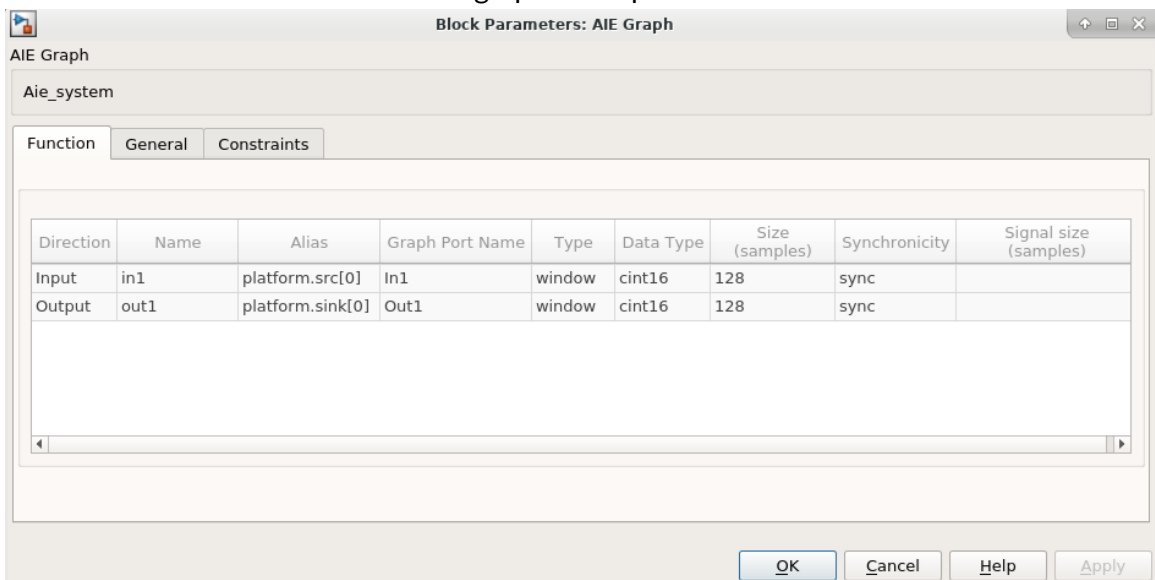 Block Parameters: AIE Graph
AIE Graph
Aie_system
Function General Constraints
Direction Name Alias Graph Port Name Type Data Type Size (samples) Synchronicity Signal size (samples)
Input in1 platform.src[0] In1 window cint16 128 sync
Output out1 platform.sink[0] Out1 window cint16 128 sync
OK Cancel Help Apply